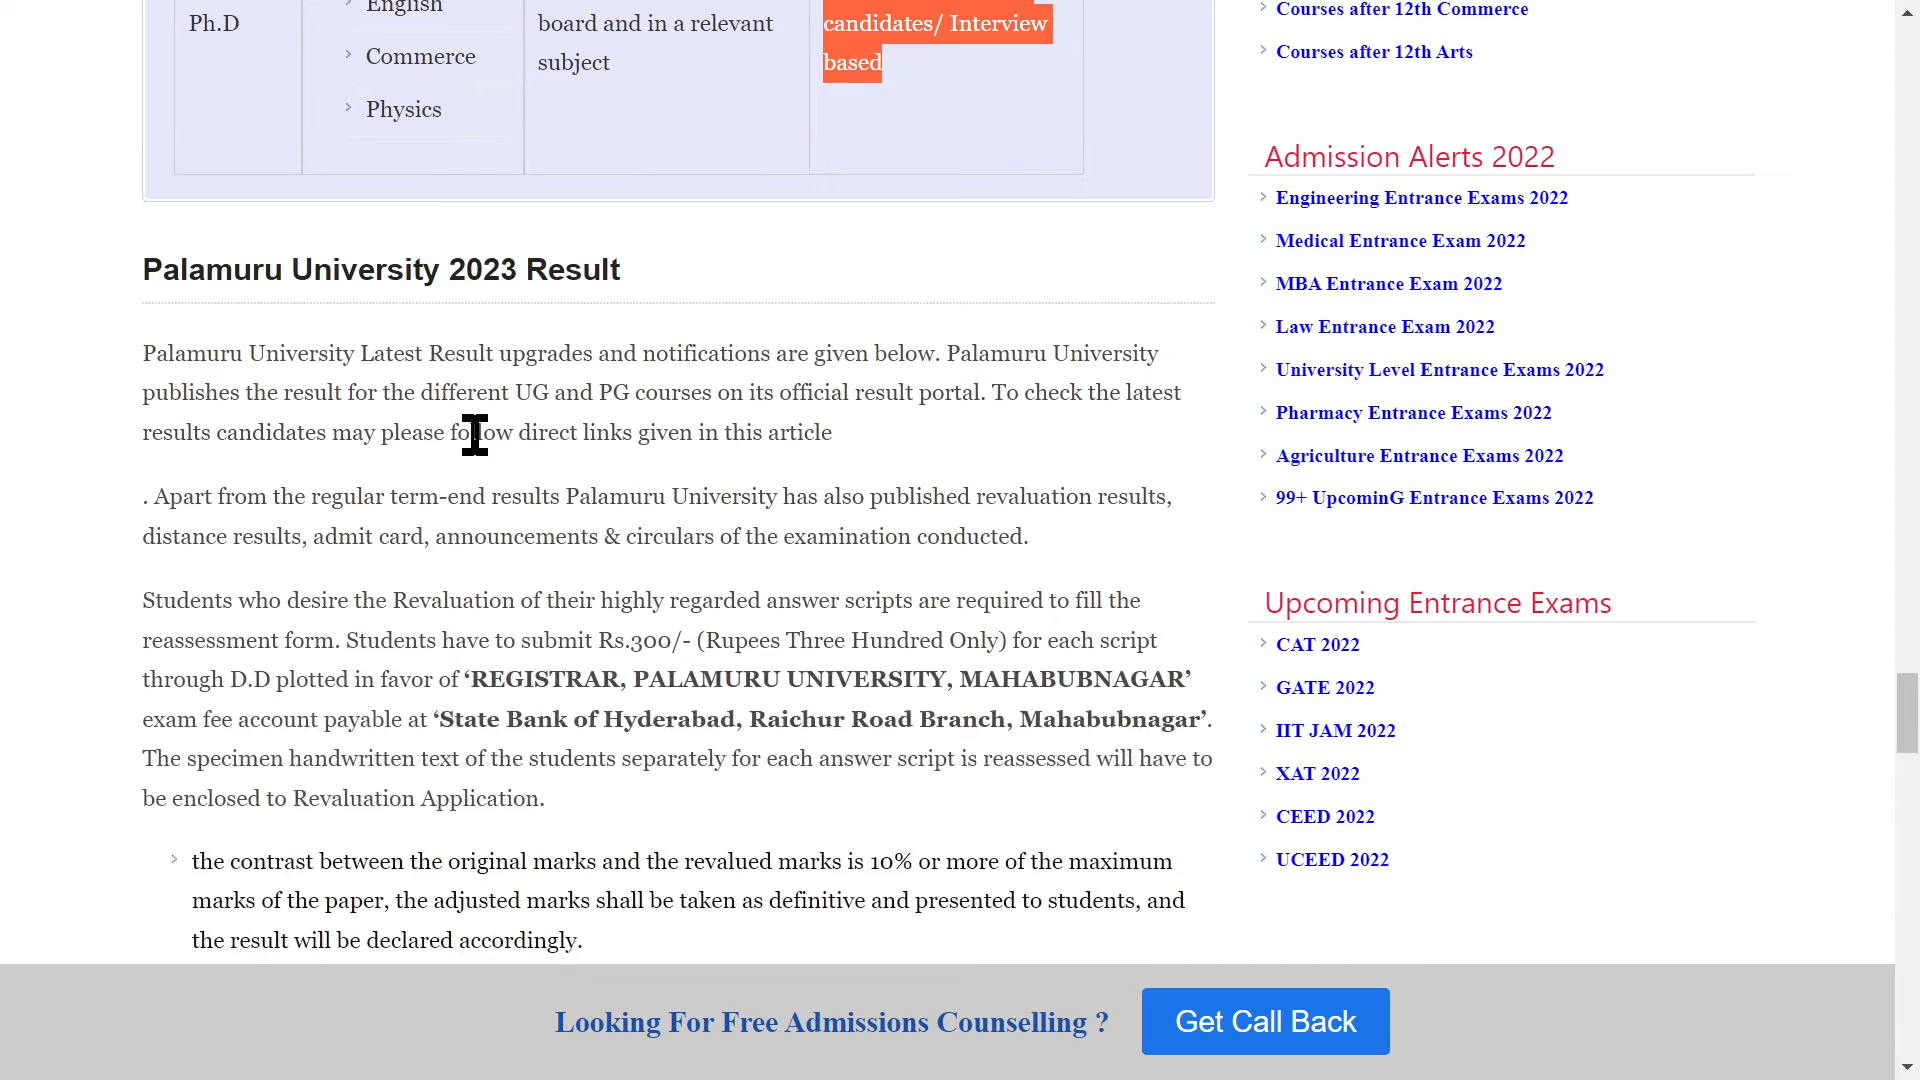 Ph.D
English
Commerce
Physics
board and in a relevant
subject
candidates/ Interview
based
Palamuru University 2023 Result
Palamuru University Latest Result upgrades and notifications are given below. Palamuru University
publishes the result for the different UG and PG courses on its official result portal. To check the latest
results candidates may please follow direct links given in this article
. Apart from the regular term-end results Palamuru University has also published revaluation results,
distance results, admit card, announcements & circulars of the examination conducted.
Students who desire the Revaluation of their highly regarded answer scripts are required to fill the
reassessment form. Students have to submit Rs.300/- (Rupees Three Hundred Only) for each script
through D.D plotted in favor of ‘REGISTRAR, PALAMURU UNIVERSITY, MAHABUBNAGAR’
exam fee account payable at ‘State Bank of Hyderabad, Raichur Road Branch, Mahabubnagar’.
The specimen handwritten text of the students separately for each answer script is reassessed will have to
be enclosed to Revaluation Application.
the contrast between the original marks and the revalued marks is 10% or more of the maximum
marks of the paper, the adjusted marks shall be taken as definitive and presented to students, and
the result will be declared accordingly.
Courses after 12th Commerce
Courses after 12th Arts
Admission Alerts 2022
Engineering Entrance Exams 2022
Medical Entrance Exam 2022
MBA Entrance Exam 2022
Law Entrance Exam 2022
University Level Entrance Exams 2022
Pharmacy Entrance Exams 2022
Agriculture Entrance Exams 2022
99+ UpcominG Entrance Exams 2022
Upcoming Entrance Exams
CAT 2022
GATE 2022
IIT JAM 2022
XAT 2022
CEED 2022
UCEED 2022
Looking For Free Admissions Counselling ?
Get Call Back